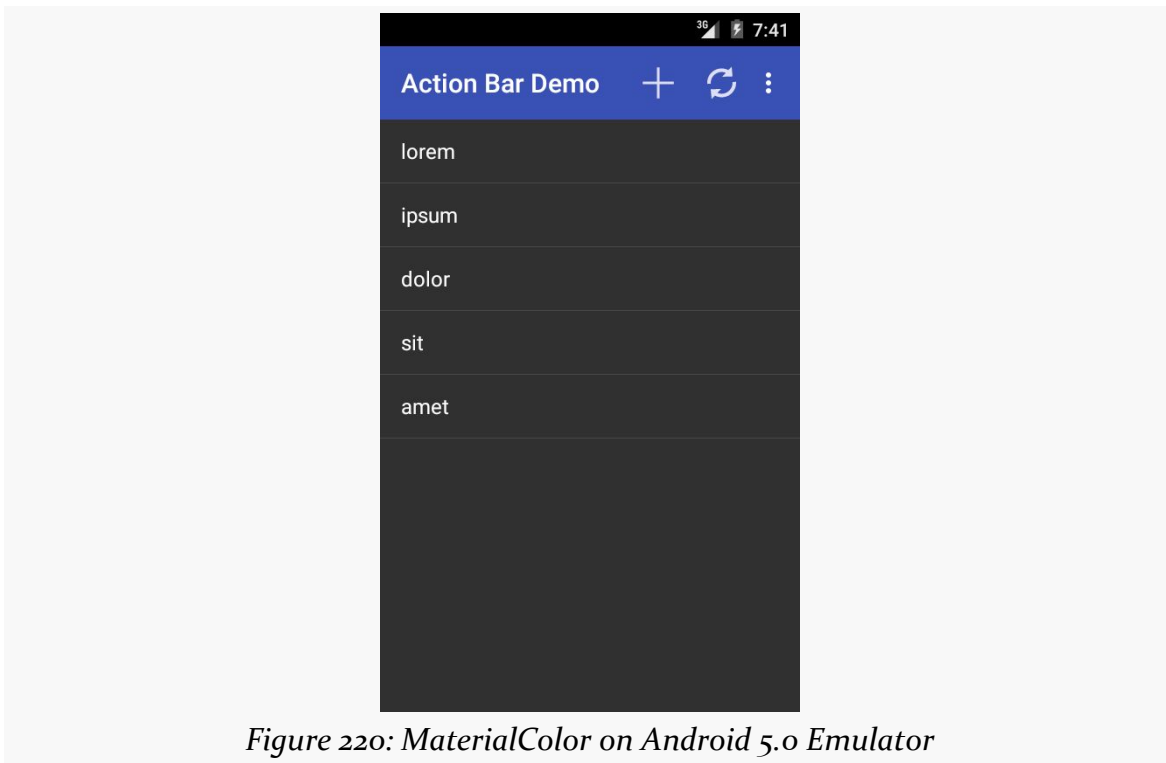 3G 7:41
Action Bar Demo
lorem
ipsum
dolor
sit
amet
Figure 220: MaterialColor on Android 5.0 Emulator